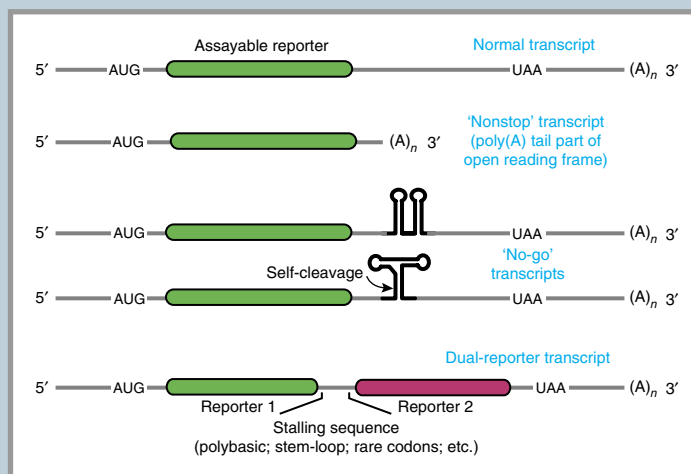 Assayable reporter
Normal transcript
5′ AUG UAA (A)n 3′
'Nonstop' transcript
(poly(A) tail part of
open reading frame)
5′ AUG (A)n 3′
5′ AUG UAA (A)n 3′
'No-go'
transcripts
Self-cleavage
5′ AUG UAA (A)n 3′
Dual-reporter transcript
5′ AUG UAA (A)n 3′
Reporter 1 Reporter 2
Stalling sequence
(polybasic; stem-loop; rare codons; etc.)